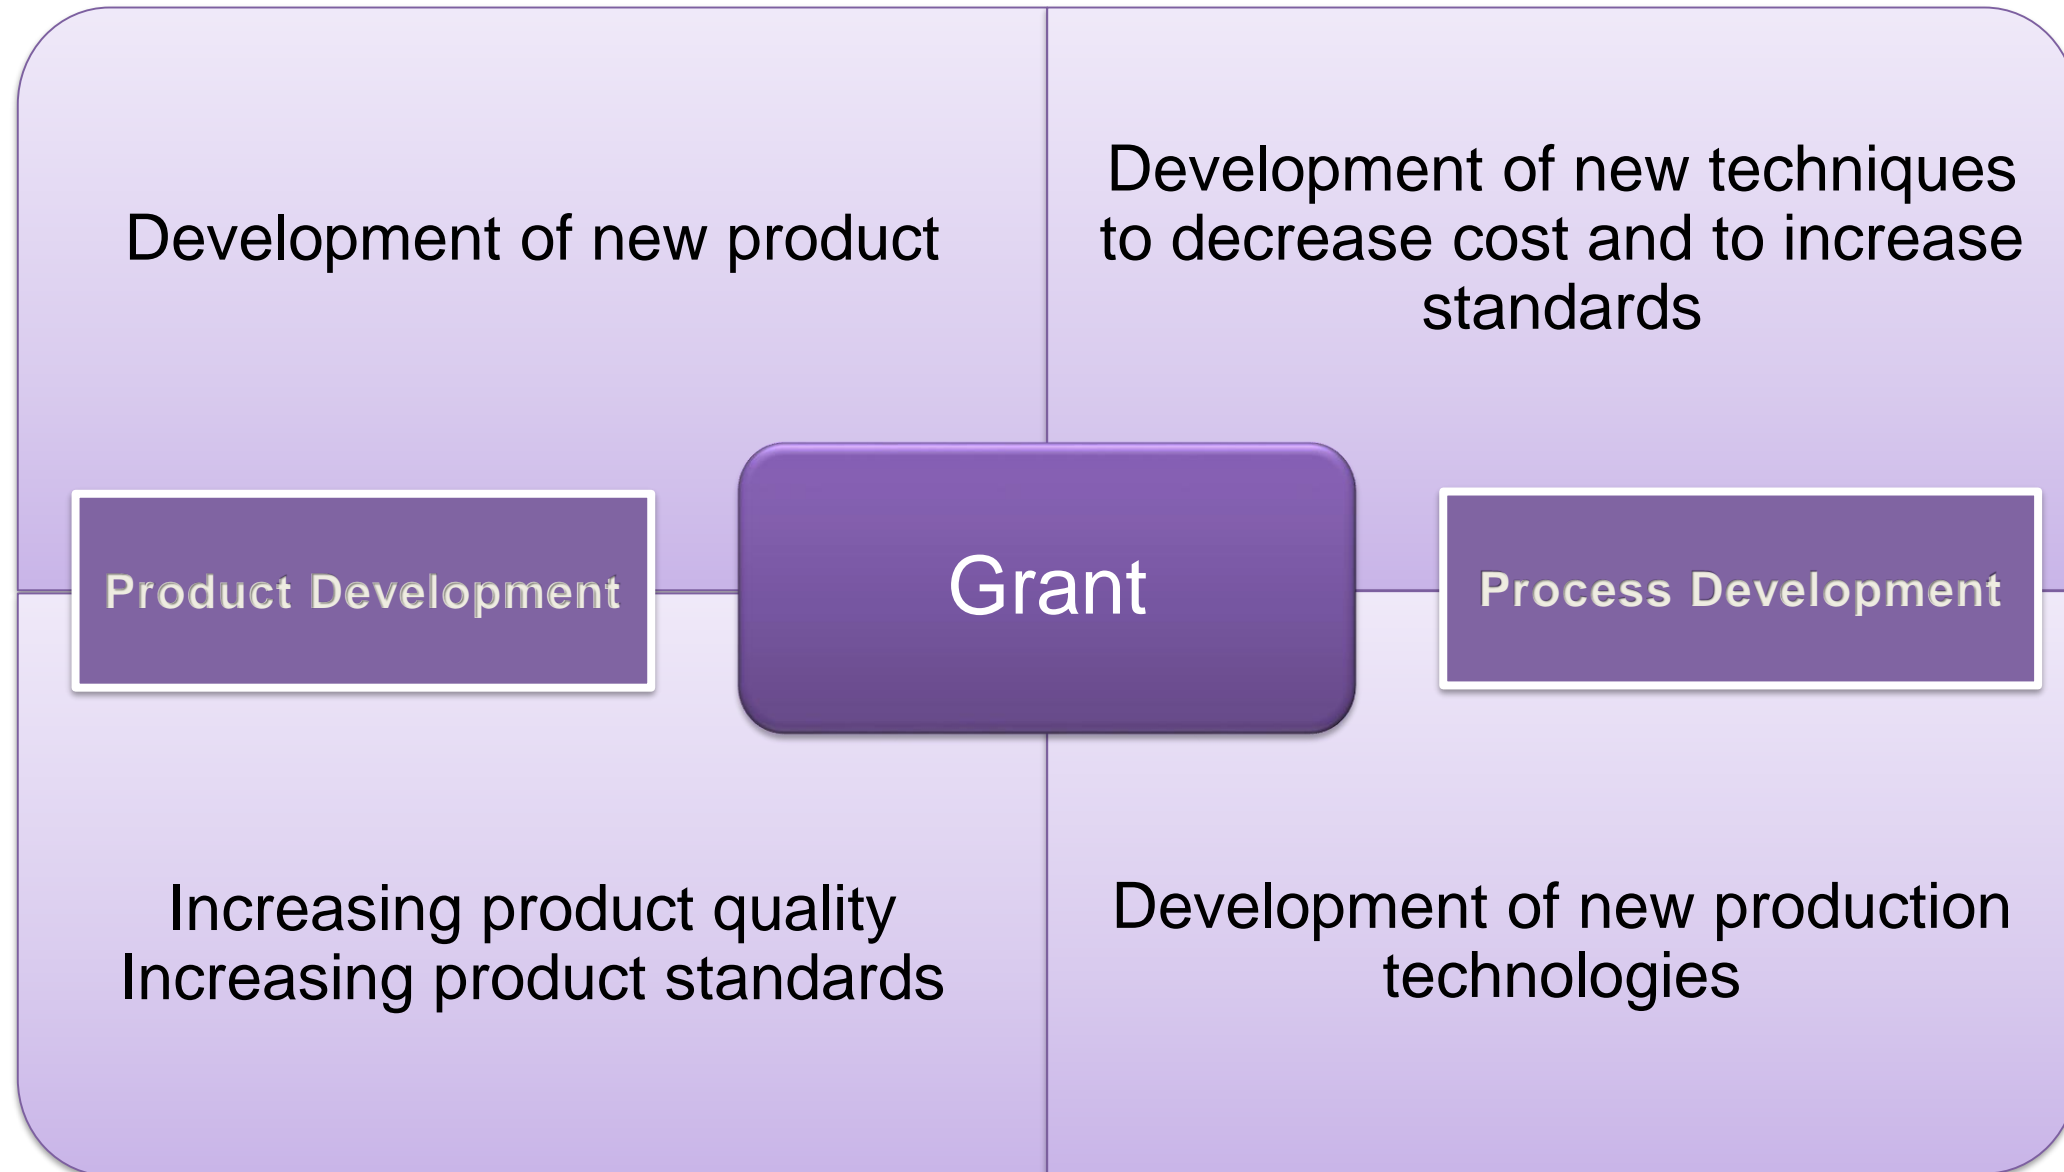 Development of new product
Development of new techniques
to decrease cost and to increase
standards
Product Development
Grant
Process Development
Increasing product quality
Increasing product standards
Development of new production
technologies